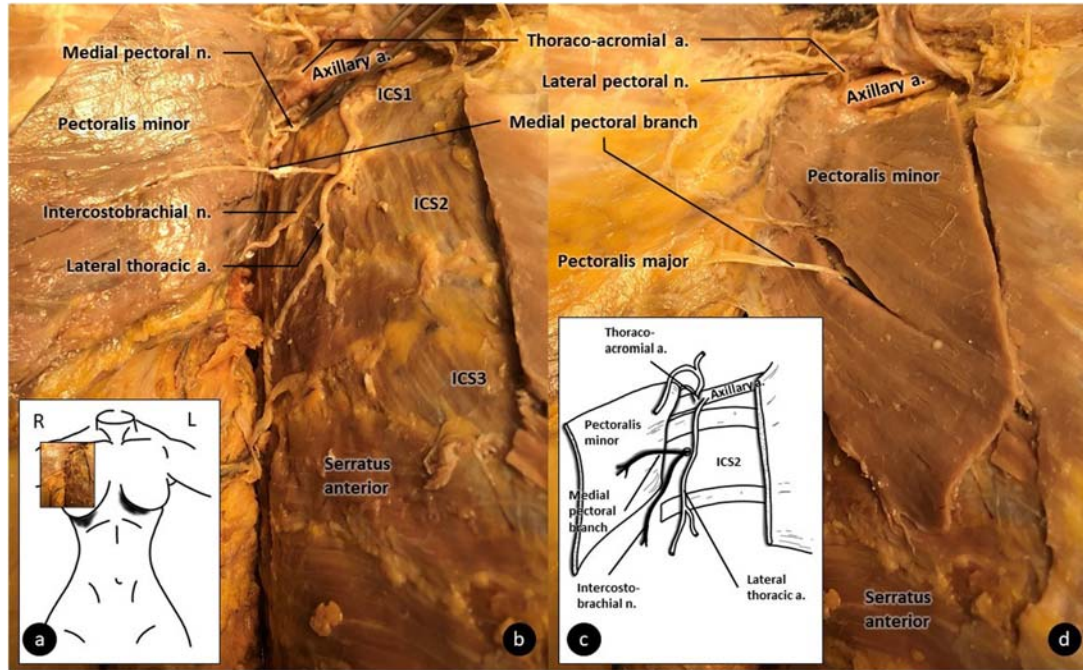 Medial pectoral n.
Axillary a.
ICS1
Pectoralis minor
ICS2
Intercostobrachial n.
Lateral thoracic a.
ICS3
Serratus
anterior
Thoraco-acromial a.
Lateral pectoral n.
Axillary a.
Medial pectoral branch
Pectoralis minor
Pectoralis major
Serratus
anterior
R
L
a
b
Thoraco-
acromial a.
Axillary a.
Pectoralis
minor
ICS2
Medial
pectoral
branch
Intercosto-
brachial n.
Lateral
thoracic a.
c
d